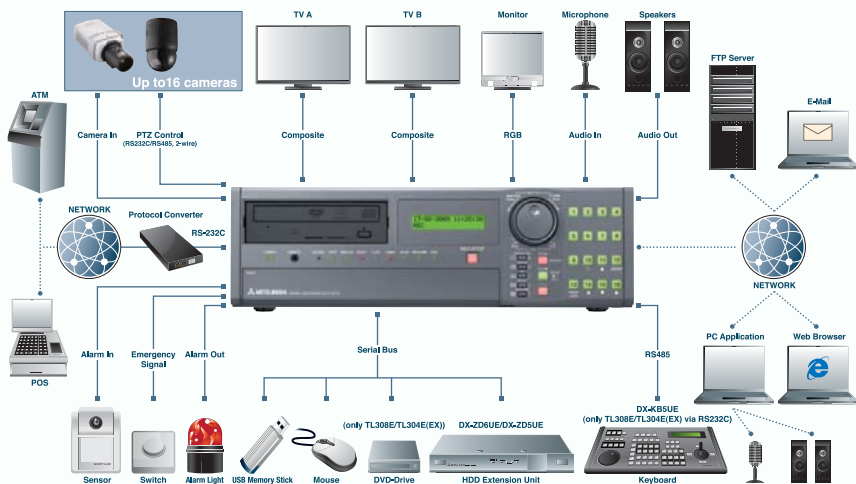 TV A
TV B
Monitor
Microphone
Speakers
Up to16 cameras
FTP Server
ATM
E-Mail
Camera In
PTZ Control
(RS232C/RS485, 2-wire)
Composite
Composite
RGB
Audio In
Audio Out
NETWORK
Protocol Converter
RS-232C
MITSUBISHI
NETWORK
POS
Alarm In
Emergency
Signal
Alarm Out
Serial Bus
RS485
PC Application
Web Browser
(only TL308E/TL304E(EX))
DX-ZD6UE/DX-ZD5UE
DX-KB5UE
(only TL308E/TL304E(EX) via RS232C)
Sensor
Switch
Alarm Light
USB Memory Stick
Mouse
DVD-Drive
HDD Extension Unit
Keyboard